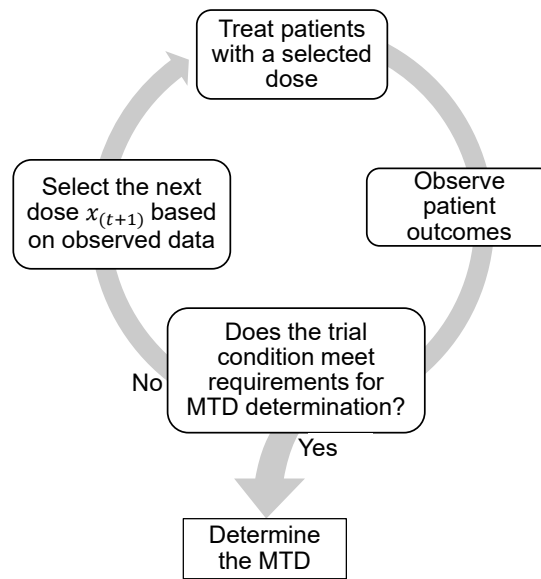 Treat patients
with a selected
dose
Observe
patient
outcomes
Select the next
dose 𝑥₍ₜ₊₁₎ based
on observed data
Does the trial
condition meet
requirements for
MTD determination?
No
Yes
Determine
the MTD